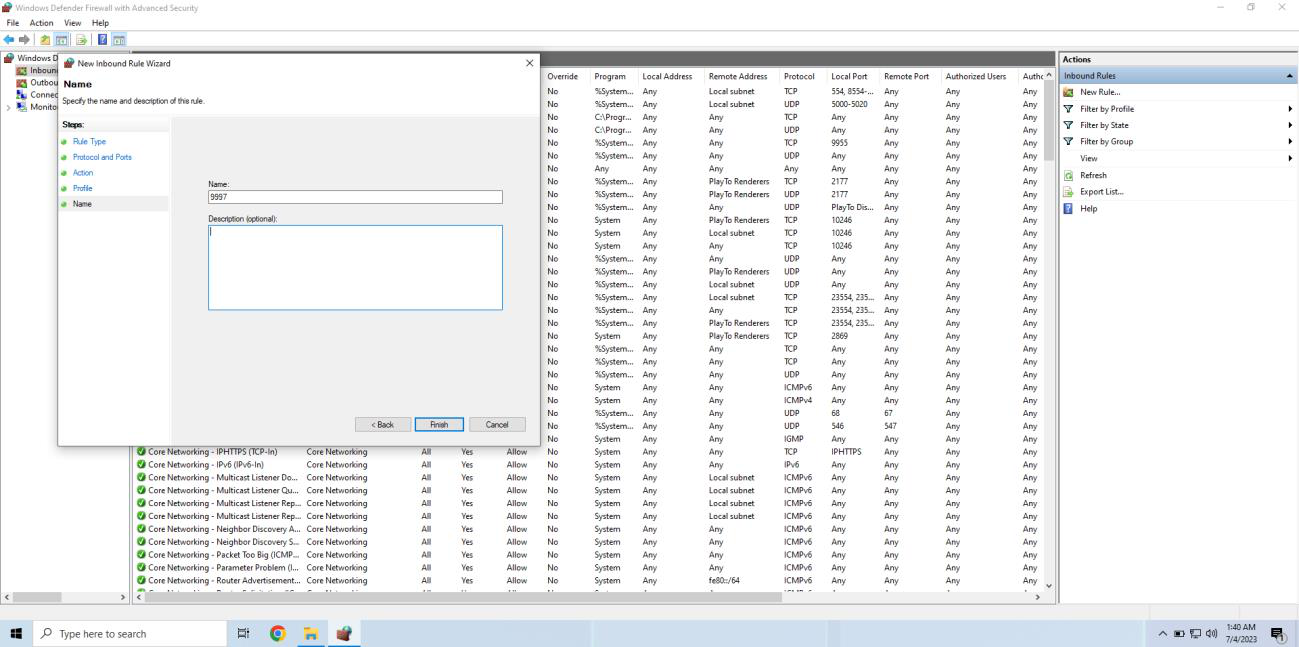 Windows Defender Firewall with Advanced Security
File Action View Help
Windows D
Inboun
Outbou
Connec
Monito
New Inbound Rule Wizard
Name
Specify the name and description of this rule.
Steps:
Rule Type
Protocol and Ports
Action
Profile
Name
Name:
9997
Description (optional):
< Back Finish Cancel
Override Program Local Address Remote Address Protocol Local Port Remote Port Authorized Users Autho
No %System... Any Local subnet TCP 554, 8554-... Any Any Any
No %System... Any Local subnet UDP 5000-5020 Any Any Any
No C:\Progr... Any Any TCP Any Any Any Any
No C:\Progr... Any Any UDP Any Any Any Any
No %System... Any Any TCP 9955 Any Any Any
No %System... Any Any UDP Any Any Any Any
No Any Any Any Any Any Any Any Any
No %System... Any PlayTo Renderers TCP 2177 Any Any Any
No %System... Any PlayTo Renderers UDP 2177 Any Any Any
No %System... Any Any UDP PlayTo Dis... Any Any Any
No System Any PlayTo Renderers TCP 10246 Any Any Any
No System Any Local subnet TCP 10246 Any Any Any
No System Any Any TCP 10246 Any Any Any
No %System... Any Any UDP Any Any Any Any
No %System... Any PlayTo Renderers UDP Any Any Any Any
No %System... Any Local subnet UDP Any Any Any Any
No %System... Any Local subnet TCP 23554, 235... Any Any Any
No %System... Any Any TCP 23554, 235... Any Any Any
No %System... Any PlayTo Renderers TCP 23554, 235... Any Any Any
No System Any PlayTo Renderers TCP 2869 Any Any Any
No %System... Any Any TCP Any Any Any Any
No %System... Any Any TCP Any Any Any Any
No %System... Any Any UDP Any Any Any Any
No System Any Any ICMPv6 Any Any Any Any
No System Any Any ICMPv4 Any Any Any Any
No %System... Any Any UDP 68 67 Any Any
No %System... Any Any UDP 546 547 Any Any
No System Any Any IGMP Any Any Any Any
Core Networking - IPHTTPS (TCP-In) Core Networking All Yes Allow No System Any Any TCP IPHTTPS Any Any Any
Core Networking - IPv6 (IPv6-In) Core Networking All Yes Allow No System Any Any IPv6 Any Any Any Any
Core Networking - Multicast Listener Do... Core Networking All Yes Allow No System Any Local subnet ICMPv6 Any Any Any Any
Core Networking - Multicast Listener Qu... Core Networking All Yes Allow No System Any Local subnet ICMPv6 Any Any Any Any
Core Networking - Multicast Listener Rep... Core Networking All Yes Allow No System Any Local subnet ICMPv6 Any Any Any Any
Core Networking - Multicast Listener Rep... Core Networking All Yes Allow No System Any Local subnet ICMPv6 Any Any Any Any
Core Networking - Neighbor Discovery A... Core Networking All Yes Allow No System Any Any ICMPv6 Any Any Any Any
Core Networking - Neighbor Discovery S... Core Networking All Yes Allow No System Any Any ICMPv6 Any Any Any Any
Core Networking - Packet Too Big (ICMP... Core Networking All Yes Allow No System Any Any ICMPv6 Any Any Any Any
Core Networking - Parameter Problem (I... Core Networking All Yes Allow No System Any Any ICMPv6 Any Any Any Any
Core Networking - Router Advertisement... Core Networking All Yes Allow No System Any fe80::/64 ICMPv6 Any Any Any Any
Actions
Inbound Rules
New Rule...
Filter by Profile
Filter by State
Filter by Group
View
Refresh
Export List...
Help
Type here to search
1:40 AM
7/4/2023
1